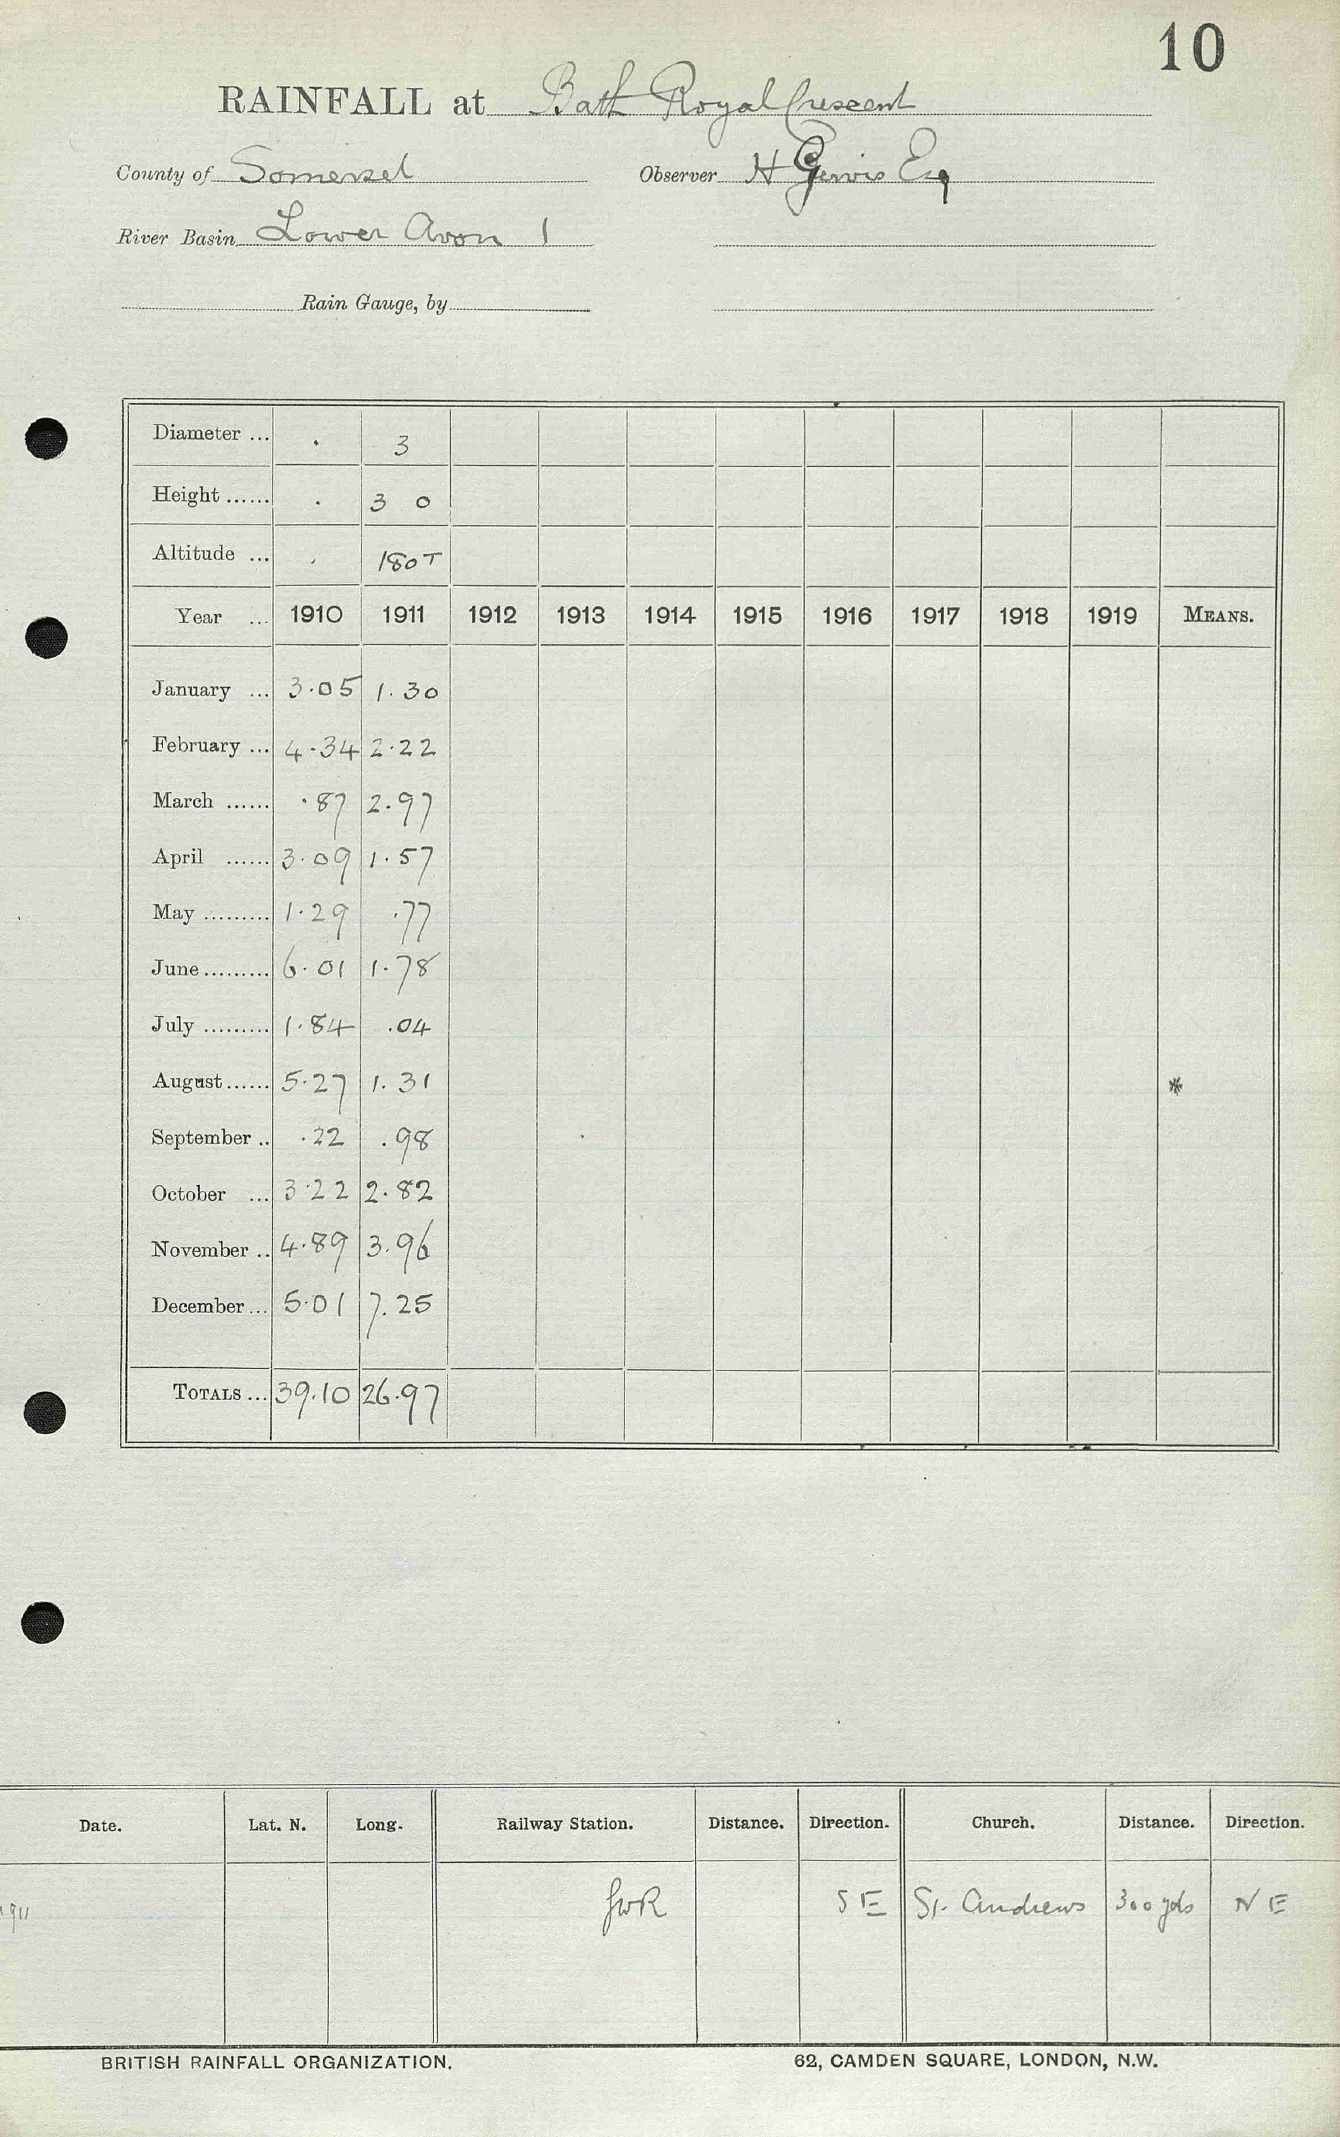 10
RAINFALL at Bath Royal Crescent
County of Somerset Observer H Gervis Esq
River Basin Lower Avon 1
Rain Gauge, by
Diameter ... . 3
Height ...... . 3 0
Altitude ... . 180 T
Year ... 1910 1911 1912 1913 1914 1915 1916 1917 1918 1919 MEANS.
January ... 3.05 1.30
February ... 4.34 2.22
March ...... .87 2.97
April ...... 3.09 1.57
May ......... 1.29 .77
June ......... 6.01 1.78
July ......... 1.84 .04
August ...... 5.27 1.31 *
September .. .22 .98
October ... 3.22 2.82
November .. 4.89 3.96
December ... 5.01 7.25
TOTALS ... 39.10 26.97
Date. Lat. N. Long. Railway Station. Distance. Direction. Church. Distance. Direction.
1911 GWR S E St. Andrews 300 yds N E
BRITISH RAINFALL ORGANIZATION. 62, CAMDEN SQUARE, LONDON, N.W.